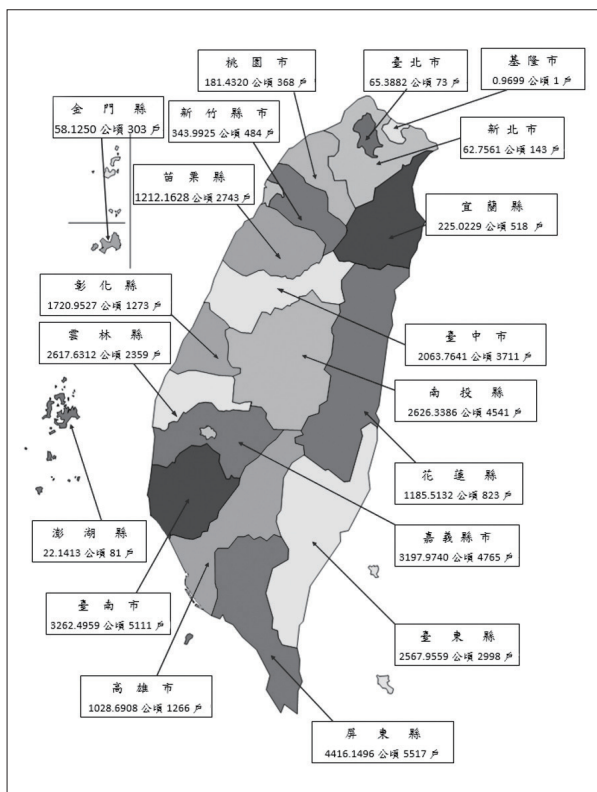 桃園市
181.4320 公頃 368 戶
臺北市
65.3882 公頃 73 戶
基隆市
0.9699 公頃 1 戶
金門縣
58.1250 公頃 303 戶
新竹縣市
343.9925 公頃 484 戶
新北市
62.7561 公頃 143 戶
苗栗縣
1212.1628 公頃 2743 戶
宜蘭縣
225.0229 公頃 518 戶
彰化縣
1720.9527 公頃 1273 戶
雲林縣
2617.6312 公頃 2359 戶
臺中市
2063.7641 公頃 3711 戶
南投縣
2626.3386 公頃 4541 戶
花蓮縣
1185.5132 公頃 823 戶
澎湖縣
22.1413 公頃 81 戶
嘉義縣市
3197.9740 公頃 4765 戶
臺南市
3262.4959 公頃 5111 戶
臺東縣
2567.9559 公頃 2998 戶
高雄市
1028.6908 公頃 1266 戶
屏東縣
4416.1496 公頃 5517 戶